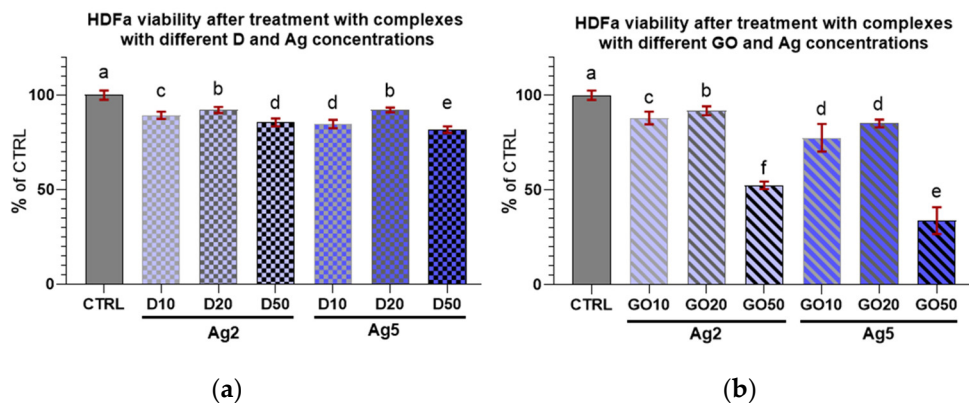 HDFa viability after treatment with complexes
with different D and Ag concentrations
% of CTRL
100
50
0
a
c
b
d
d
b
e
CTRL D10 D20 D50 D10 D20 D50
Ag2 Ag5
(a)
HDFa viability after treatment with complexes
with different GO and Ag concentrations
% of CTRL
100
50
0
a
c
b
f
d
d
e
CTRL GO10 GO20 GO50 GO10 GO20 GO50
Ag2 Ag5
(b)